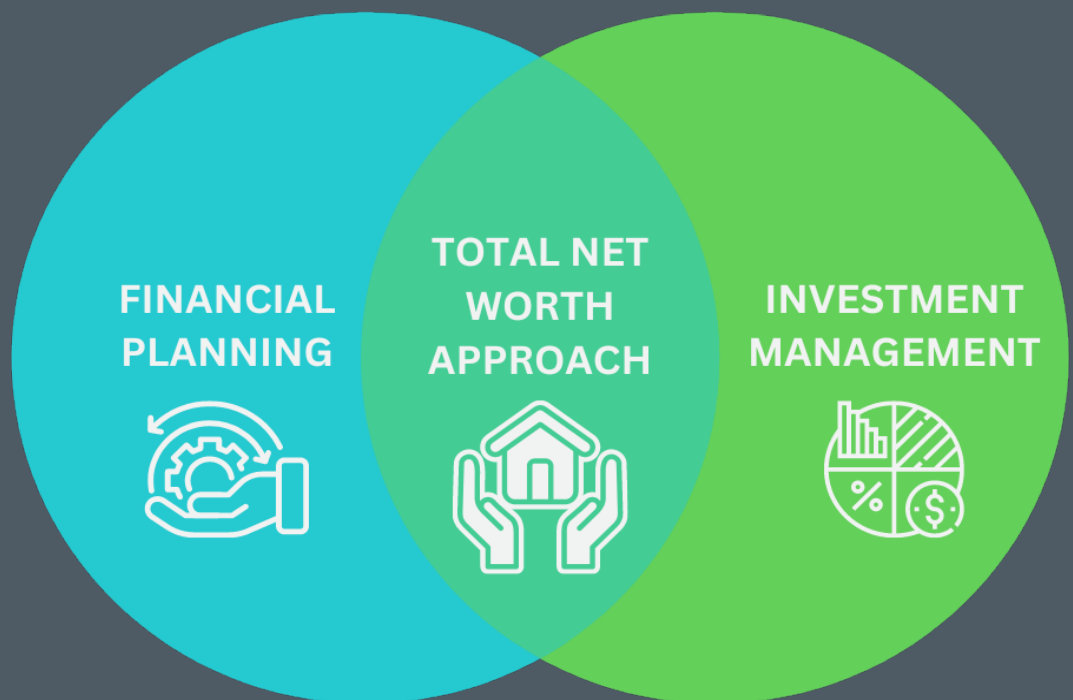 FINANCIAL
PLANNING
TOTAL NET
WORTH
APPROACH
INVESTMENT
MANAGEMENT
%
$